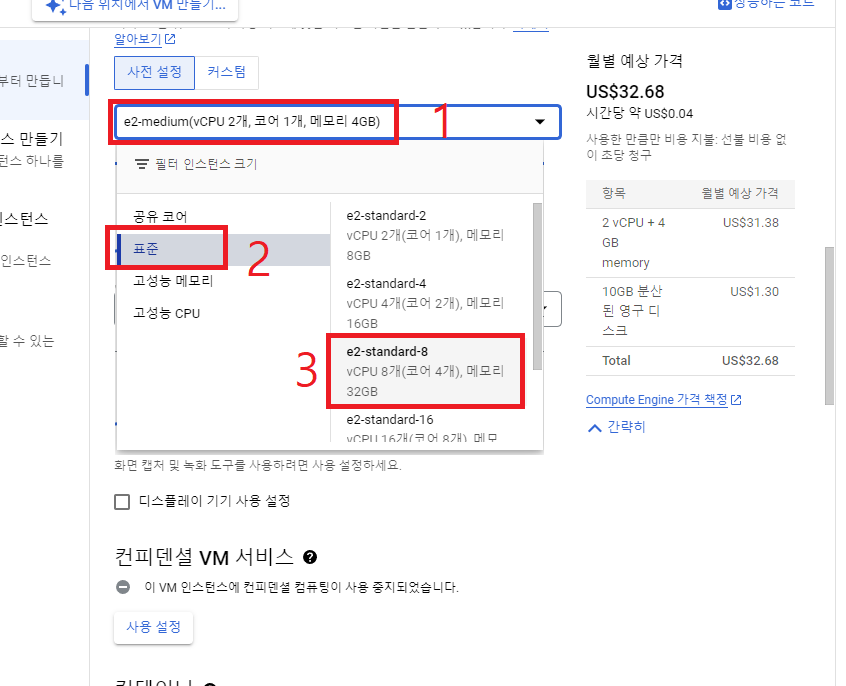 다음 위치에서 VM 만들기...
상응하는 코드
알아보기
사전 설정
커스텀
e2-medium(vCPU 2개, 코어 1개, 메모리 4GB)
1
필터 인스턴스 크기
공유 코어
표준
2
고성능 메모리
고성능 CPU
e2-standard-2
vCPU 2개(코어 1개), 메모리
8GB
e2-standard-4
vCPU 4개(코어 2개), 메모리
16GB
3
e2-standard-8
vCPU 8개(코어 4개), 메모리
32GB
e2-standard-16
vCPU 16개(코어 8개), 메모
화면 캡처 및 녹화 도구를 사용하려면 사용 설정하세요.
디스플레이 기기 사용 설정
컨피덴셜 VM 서비스
이 VM 인스턴스에 컨피덴셜 컴퓨팅이 사용 중지되었습니다.
사용 설정
부터 만듭니
스 만들기
턴스 하나를
인스턴스
인스턴스
할 수 있는
월별 예상 가격
US$32.68
시간당 약 US$0.04
사용한 만큼만 비용 지불: 선불 비용 없
이 초당 청구
항목 월별 예상 가격
2 vCPU + 4 US$31.38
GB
memory
10GB 분산 US$1.30
된 영구 디
스크
Total US$32.68
Compute Engine 가격 책정
간략히